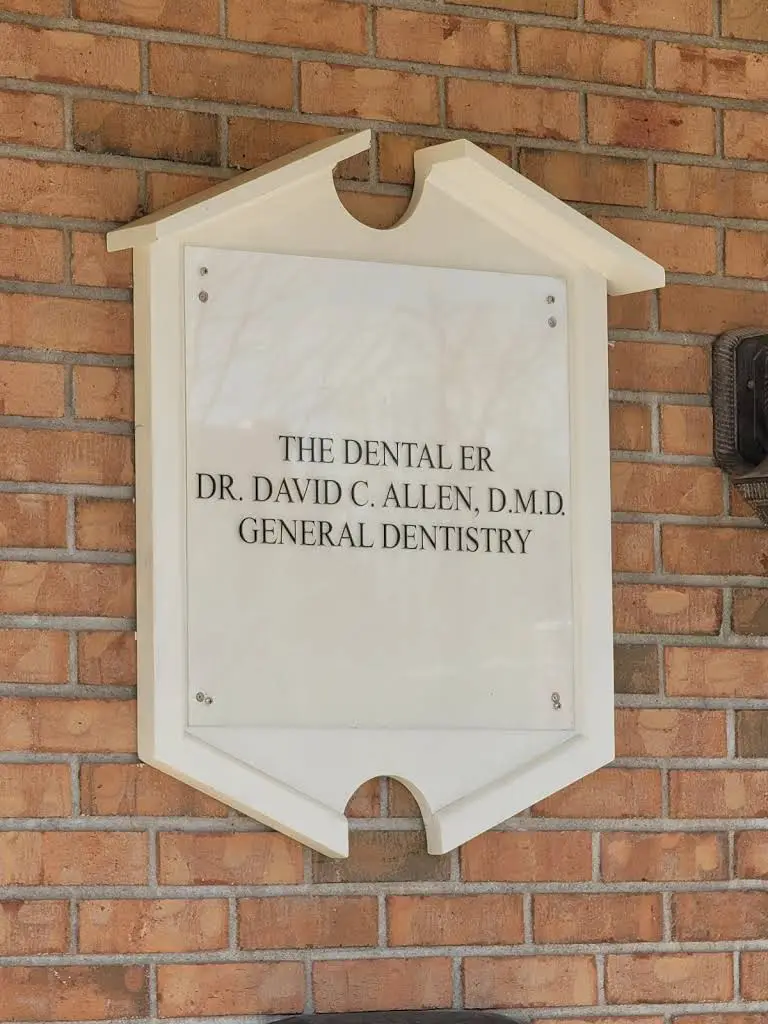 THE DENTAL ER
DR. DAVID C. ALLEN, D.M.D.
GENERAL DENTISTRY